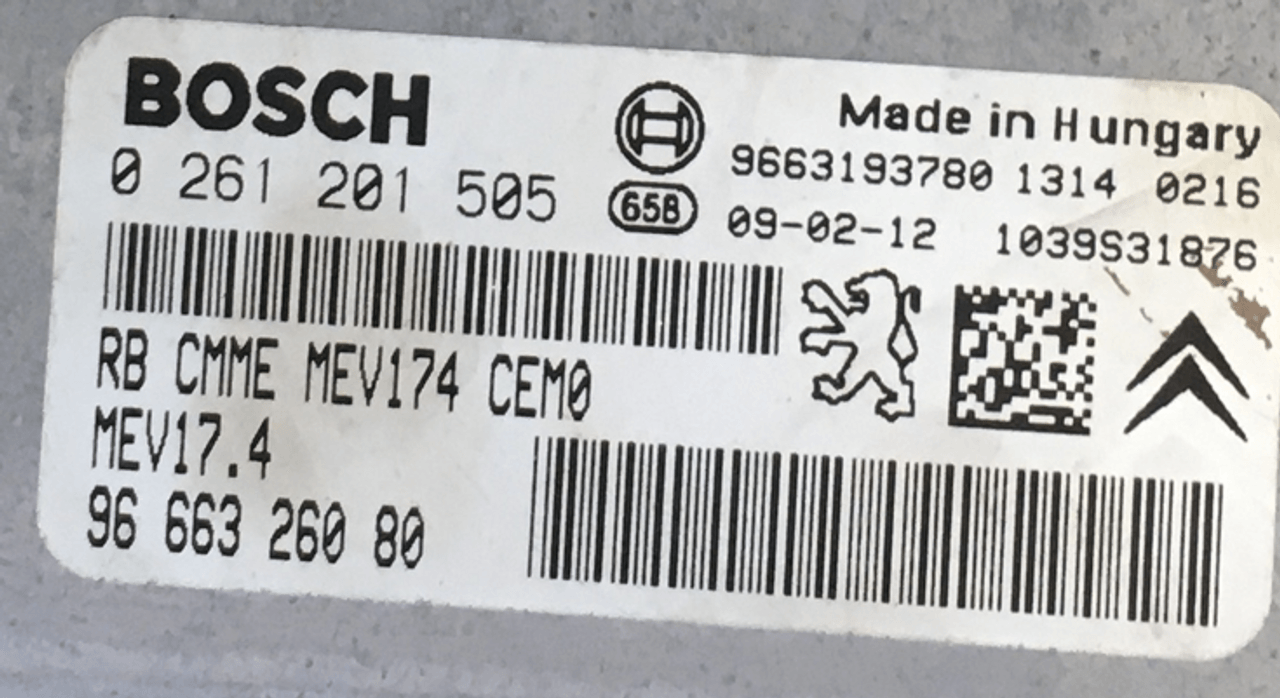 BOSCH
Made in Hungary
0 261 201 505
9663193780 1314 0216
658
09-02-12 1039S31876
RB CMME MEV174 CEM0
MEV17.4
96 663 260 80